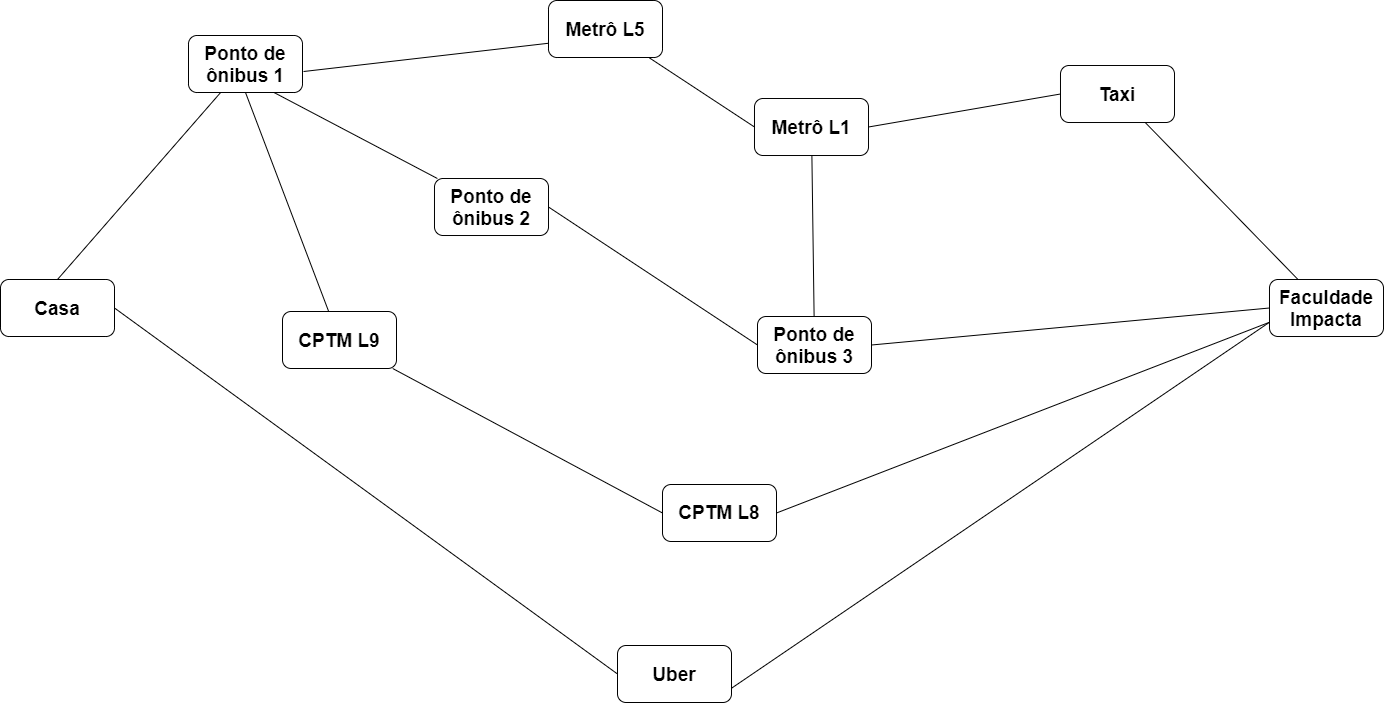 Metrô L5
Ponto de
ônibus 1
Taxi
Metrô L1
Ponto de
ônibus 2
Casa
Faculdade
Impacta
CPTM L9
Ponto de
ônibus 3
CPTM L8
Uber